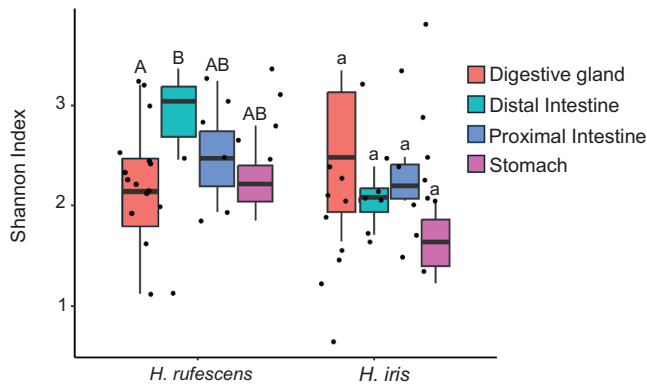 A
B
AB
AB
a
a
a
a
Digestive gland
Distal Intestine
Proximal Intestine
Stomach
Shannon Index
3
2
1
H. rufescens
H. iris